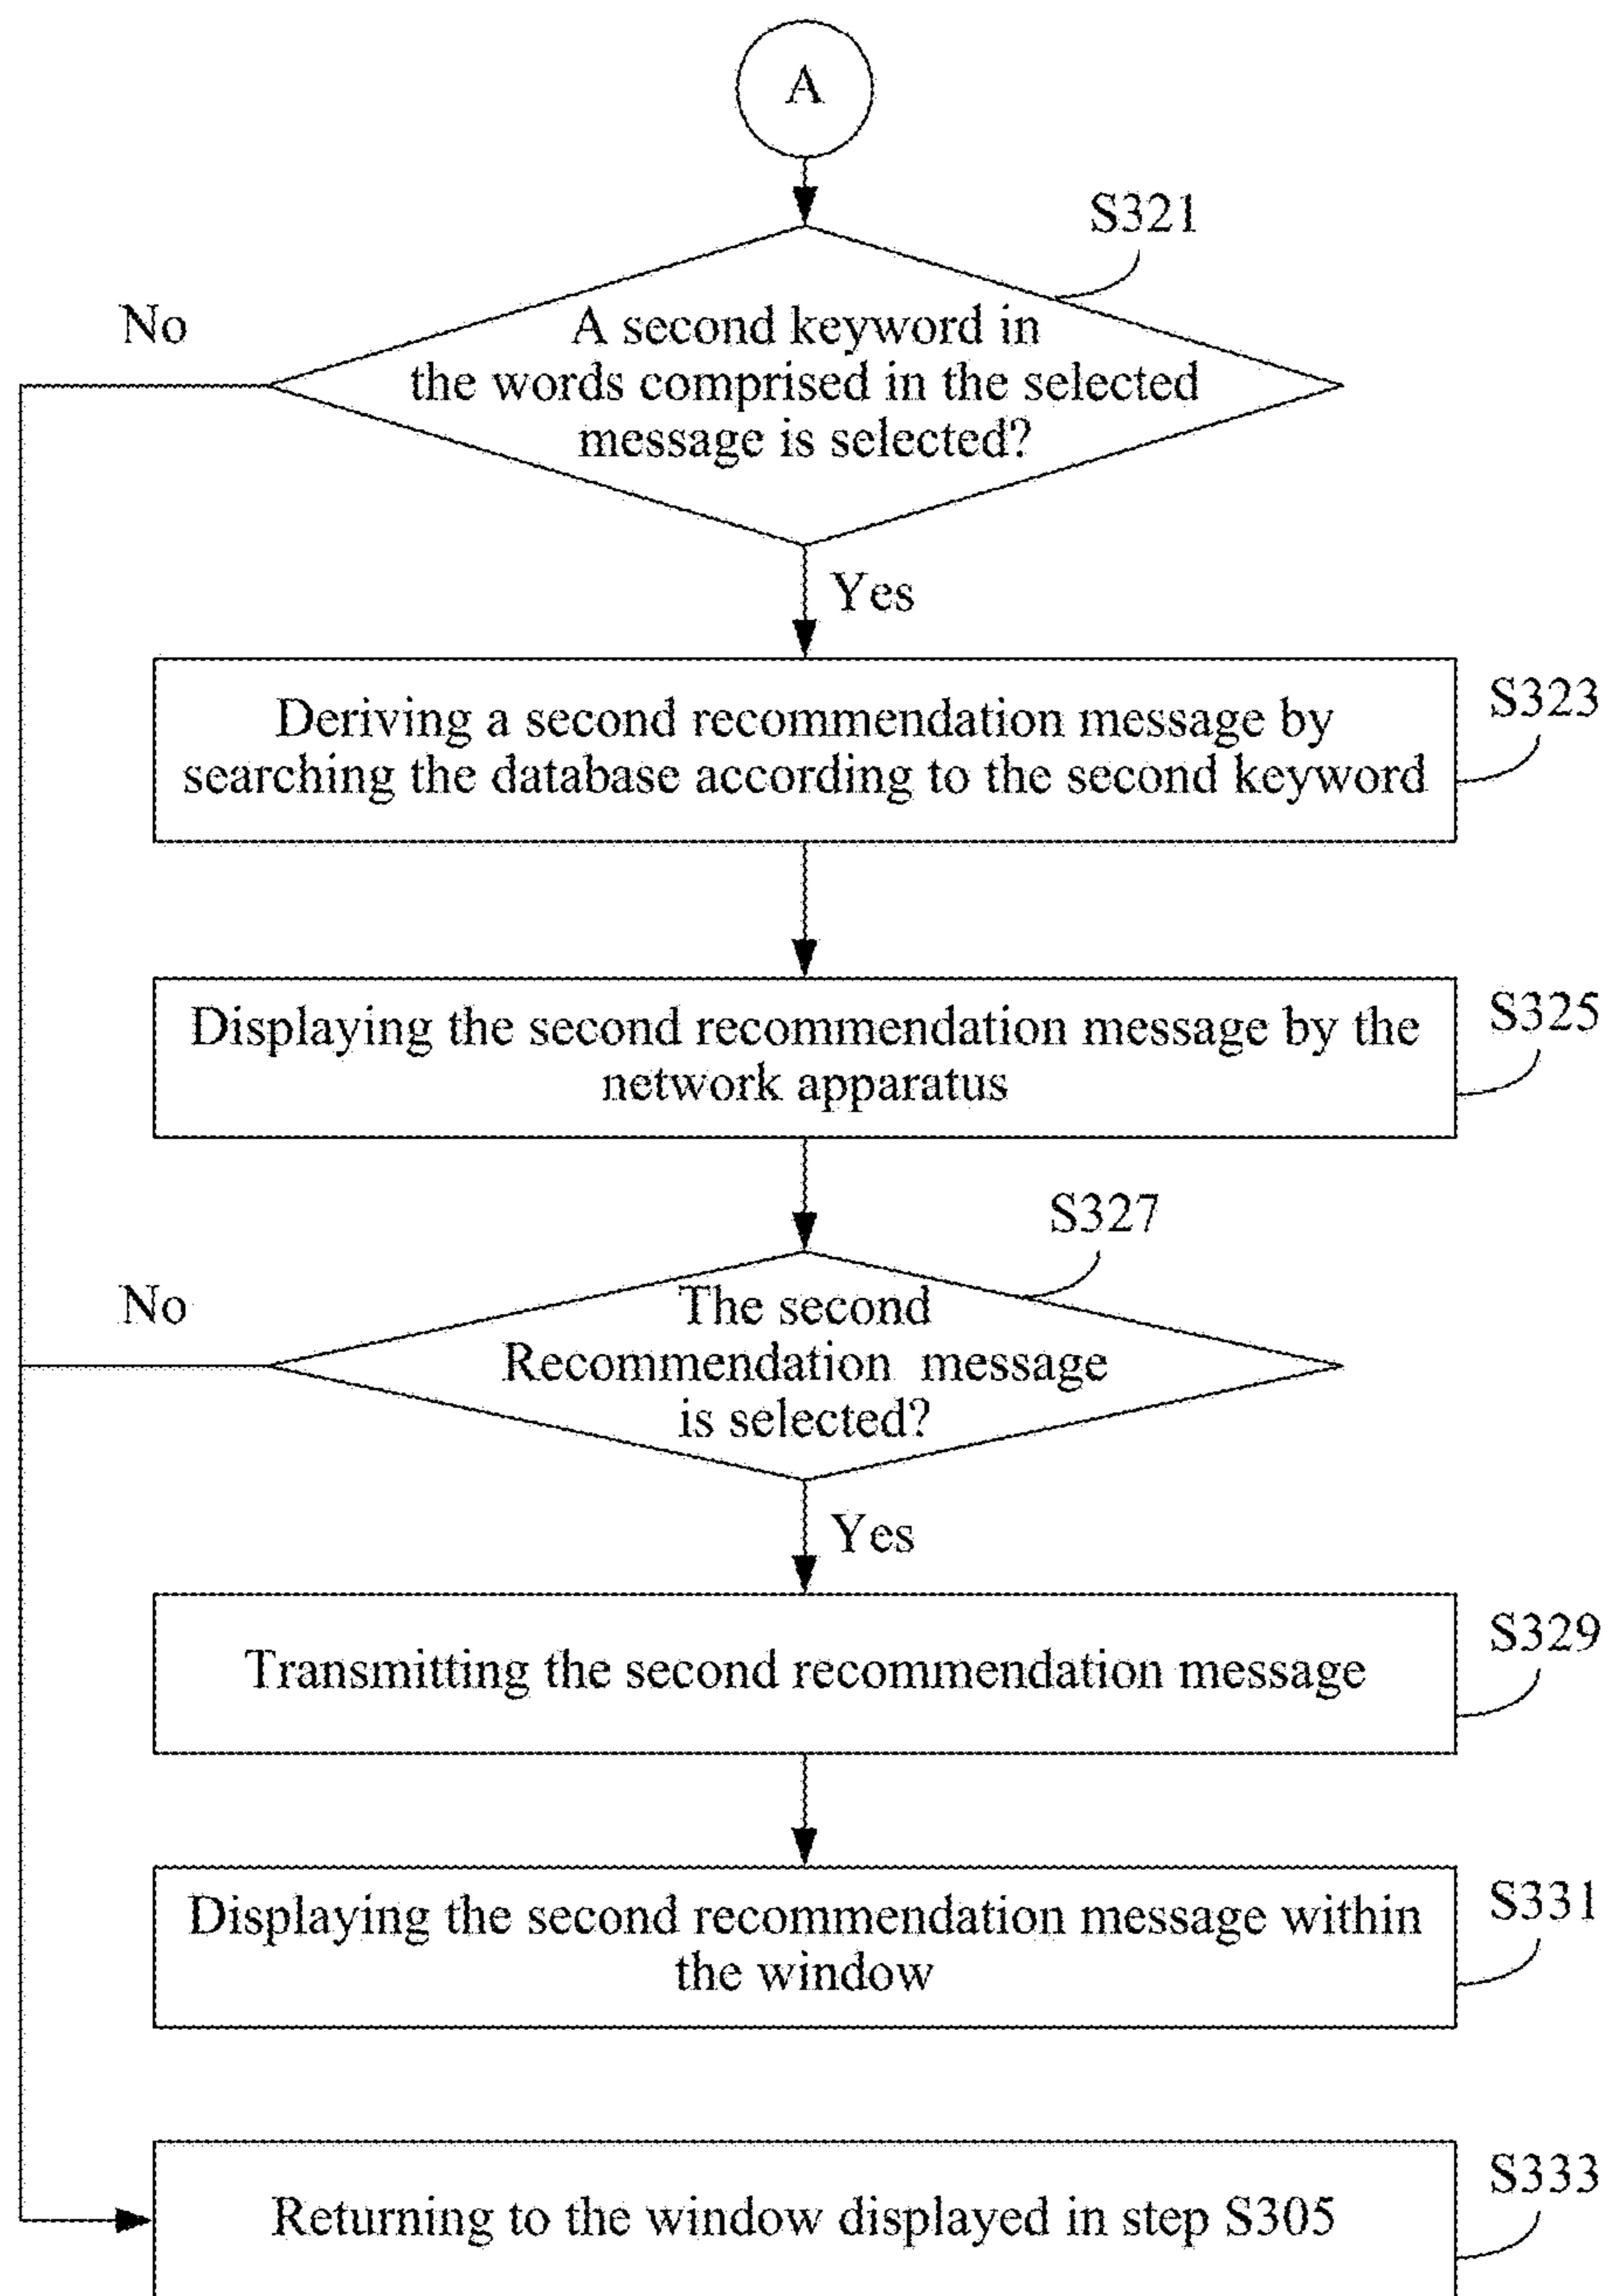 A
S321
No
A second keyword in
the words comprised in the selected
message is selected?
Yes
S323
Deriving a second recommendation message by
searching the database according to the second keyword
S325
Displaying the second recommendation message by the
network apparatus
S327
No
The second
Recommendation message
is selected?
Yes
S329
Transmitting the second recommendation message
S331
Displaying the second recommendation message within
the window
S333
Returning to the window displayed in step S305